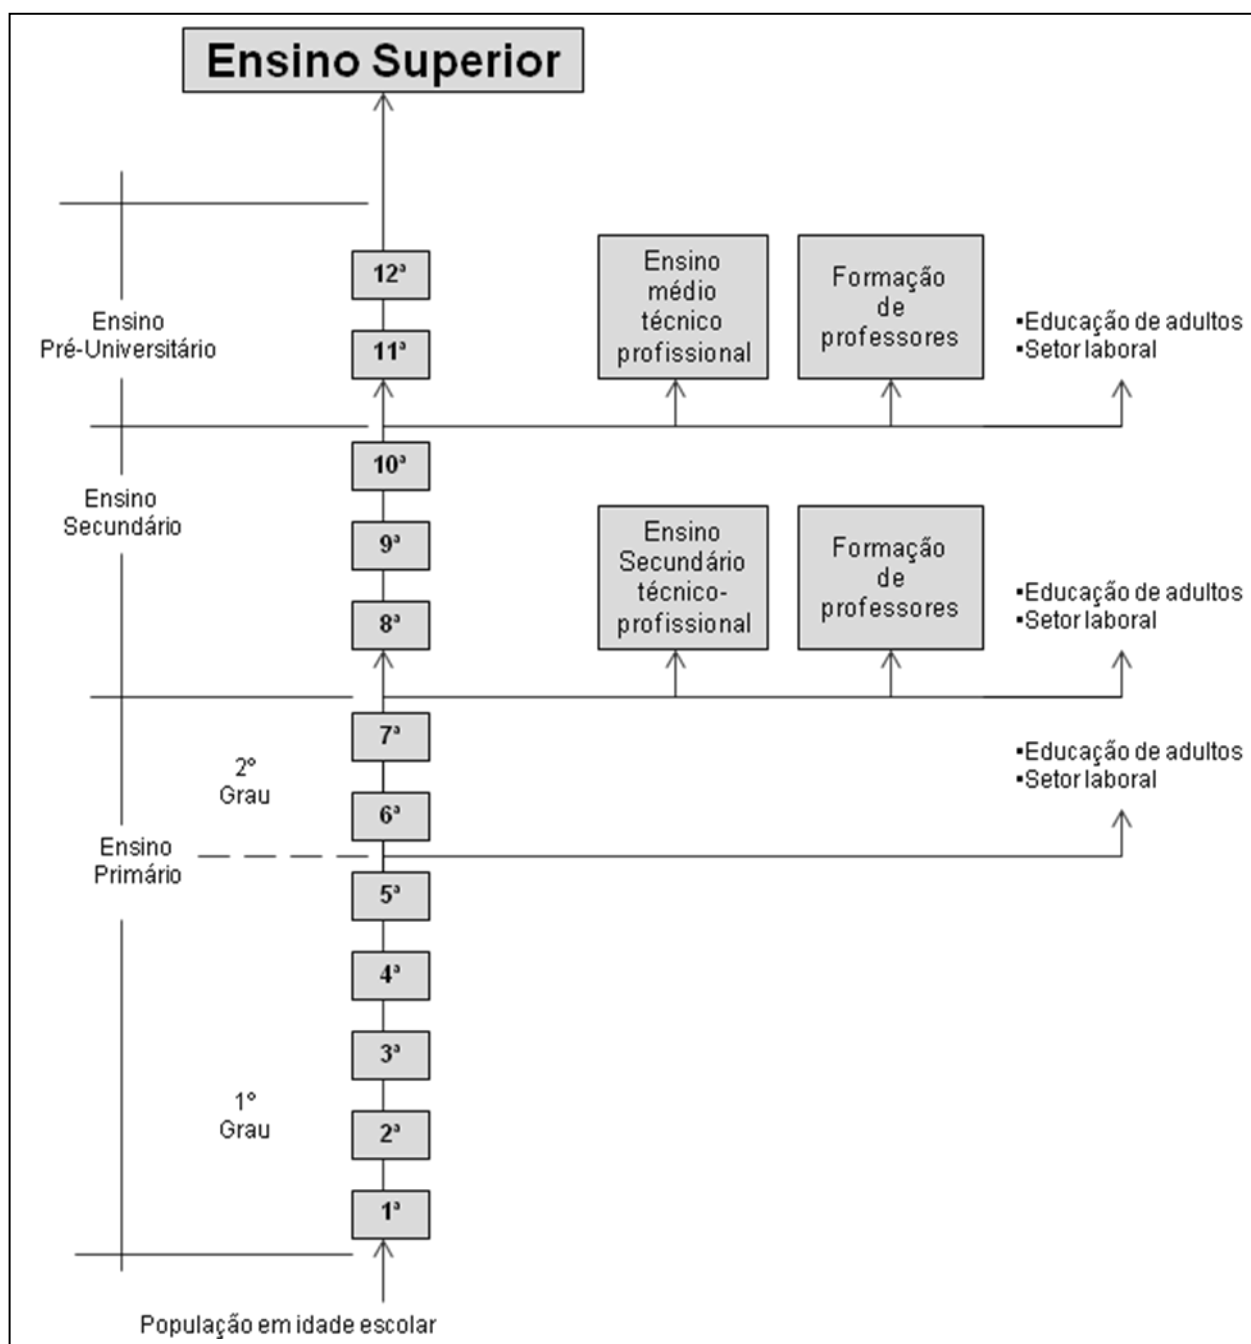 Ensino Superior
12ª
11ª
Ensino
Pré-Universitário
Ensino
médio
técnico
profissional
Formação
de
professores
▪Educação de adultos
▪Setor laboral
10ª
9ª
8ª
Ensino
Secundário
Ensino
Secundário
técnico-
profissional
Formação
de
professores
▪Educação de adultos
▪Setor laboral
7ª
6ª
2°
Grau
▪Educação de adultos
▪Setor laboral
Ensino
Primário
5ª
4ª
3ª
2ª
1ª
1°
Grau
População em idade escolar